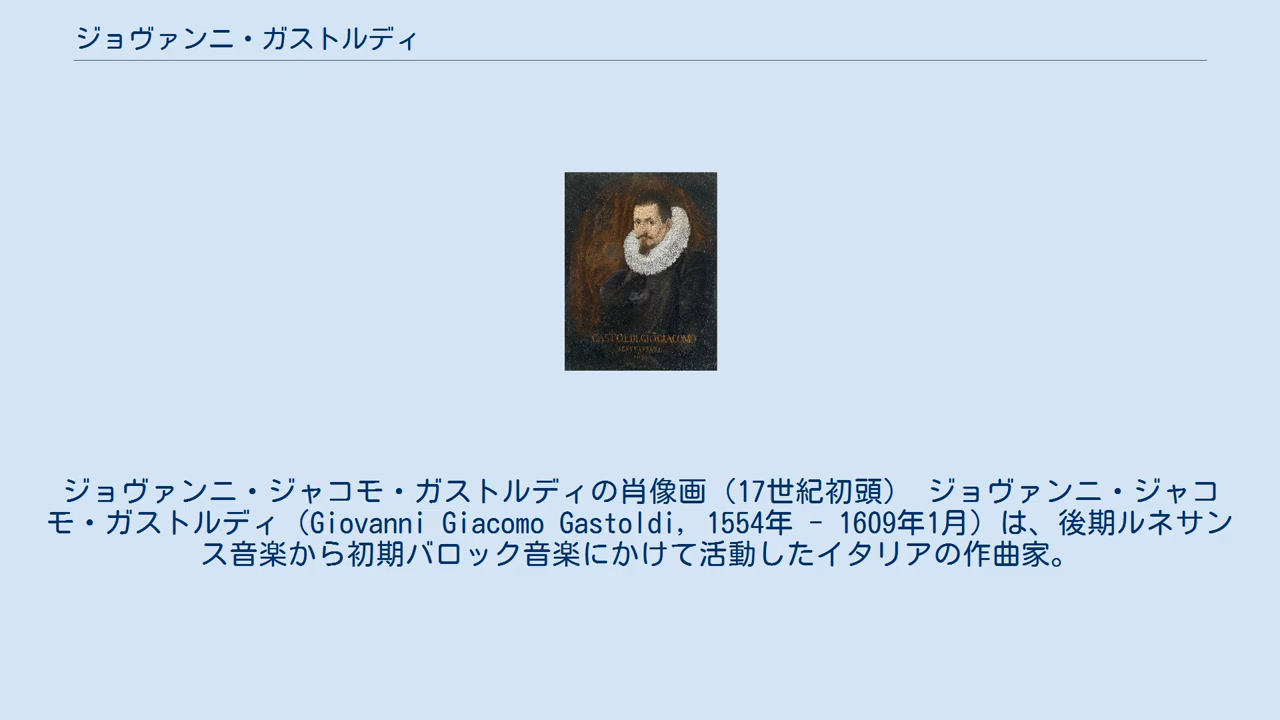 ジョヴァンニ・ガストルディ
GASTOLDI.GIO GIACOMO
ジョヴァンニ・ジャコモ・ガストルディの肖像画（17世紀初頭） ジョヴァンニ・ジャコ
モ・ガストルディ（Giovanni Giacomo Gastoldi, 1554年 - 1609年1月）は、後期ルネサン
ス音楽から初期バロック音楽にかけて活動したイタリアの作曲家。